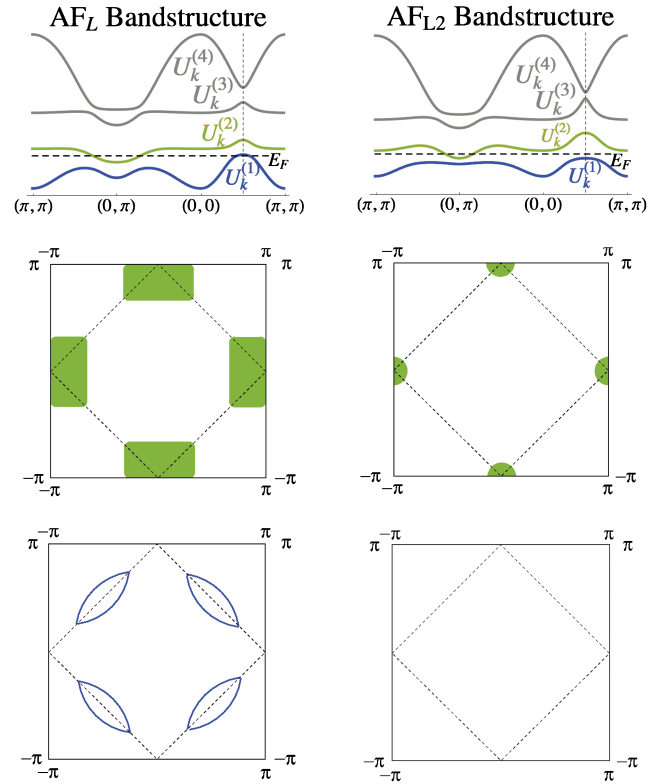 AF_L Bandstructure AF_L2 Bandstructure
U_k^(4) U_k^(4)
U_k^(3) U_k^(3)
U_k^(2) U_k^(2)
E_F E_F
U_k^(1) U_k^(1)
(π, π) (0, π) (0, 0) (π, π) (π, π) (0, π) (0, 0) (π, π)
−π π −π π
π π π π
−π −π −π −π
−π π −π π
−π π −π π
π π π π
−π −π −π −π
−π π −π π